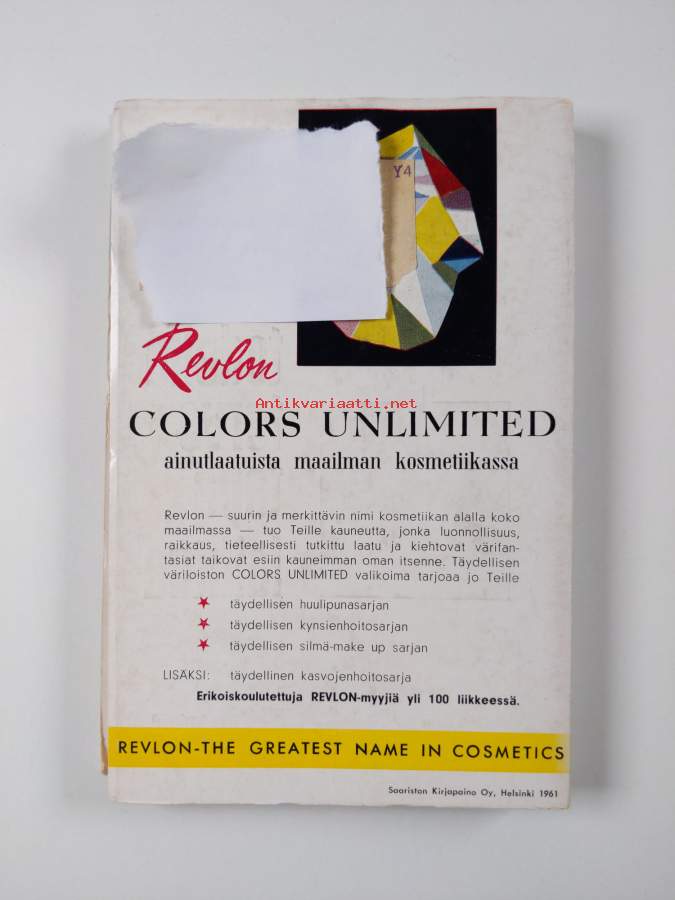 Y4
Revlon
Antikvariaatti.net
COLORS UNLIMITED
ainutlaatuista maailman kosmetiikassa
Revlon — suurin ja merkittävin nimi kosmetiikan alalla koko
maailmassa — tuo Teille kauneutta, jonka luonnollisuus,
raikkaus, tieteellisesti tutkittu laatu ja kiehtovat värifan-
tasiat taikovat esiin kauneimman oman itsenne. Täydellisen
väriloiston COLORS UNLIMITED valikoima tarjoaa jo Teille
täydellisen huulipunasarjan
täydellisen kynsienhoitosarjan
täydellisen silmä-make up sarjan
LISÄKSI: täydellinen kasvojenhoitosarja
Erikoiskoulutettuja REVLON-myyjiä yli 100 liikkeessä.
REVLON-THE GREATEST NAME IN COSMETICS
Saariston Kirjapaino Oy, Helsinki 1961